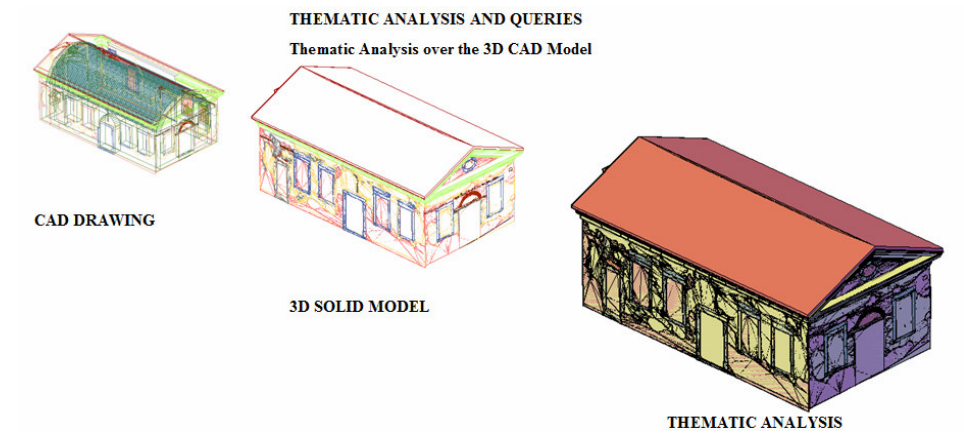 THEMATIC ANALYSIS AND QUERIES
Thematic Analysis over the 3D CAD Model
CAD DRAWING
3D SOLID MODEL
THEMATIC ANALYSIS